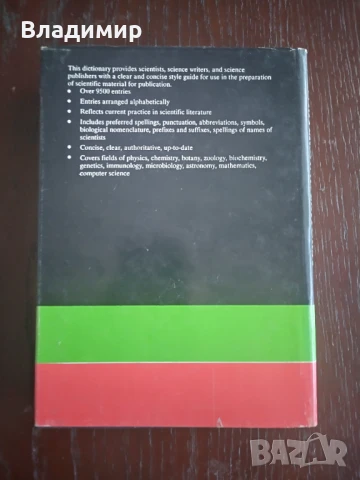 Владимир
This dictionary provides scientists, science writers, and science
publishers with a clear and concise style guide for use in the preparation
of scientific material for publication.
• Over 9500 entries
• Entries arranged alphabetically
• Reflects current practice in scientific literature
• Includes preferred spellings, punctuation, abbreviations, symbols,
biological nomenclature, prefixes and suffixes, spellings of names of
scientists
• Concise, clear, authoritative, up-to-date
• Covers fields of physics, chemistry, botany, zoology, biochemistry,
genetics, immunology, microbiology, astronomy, mathematics,
computer science
BAZAR